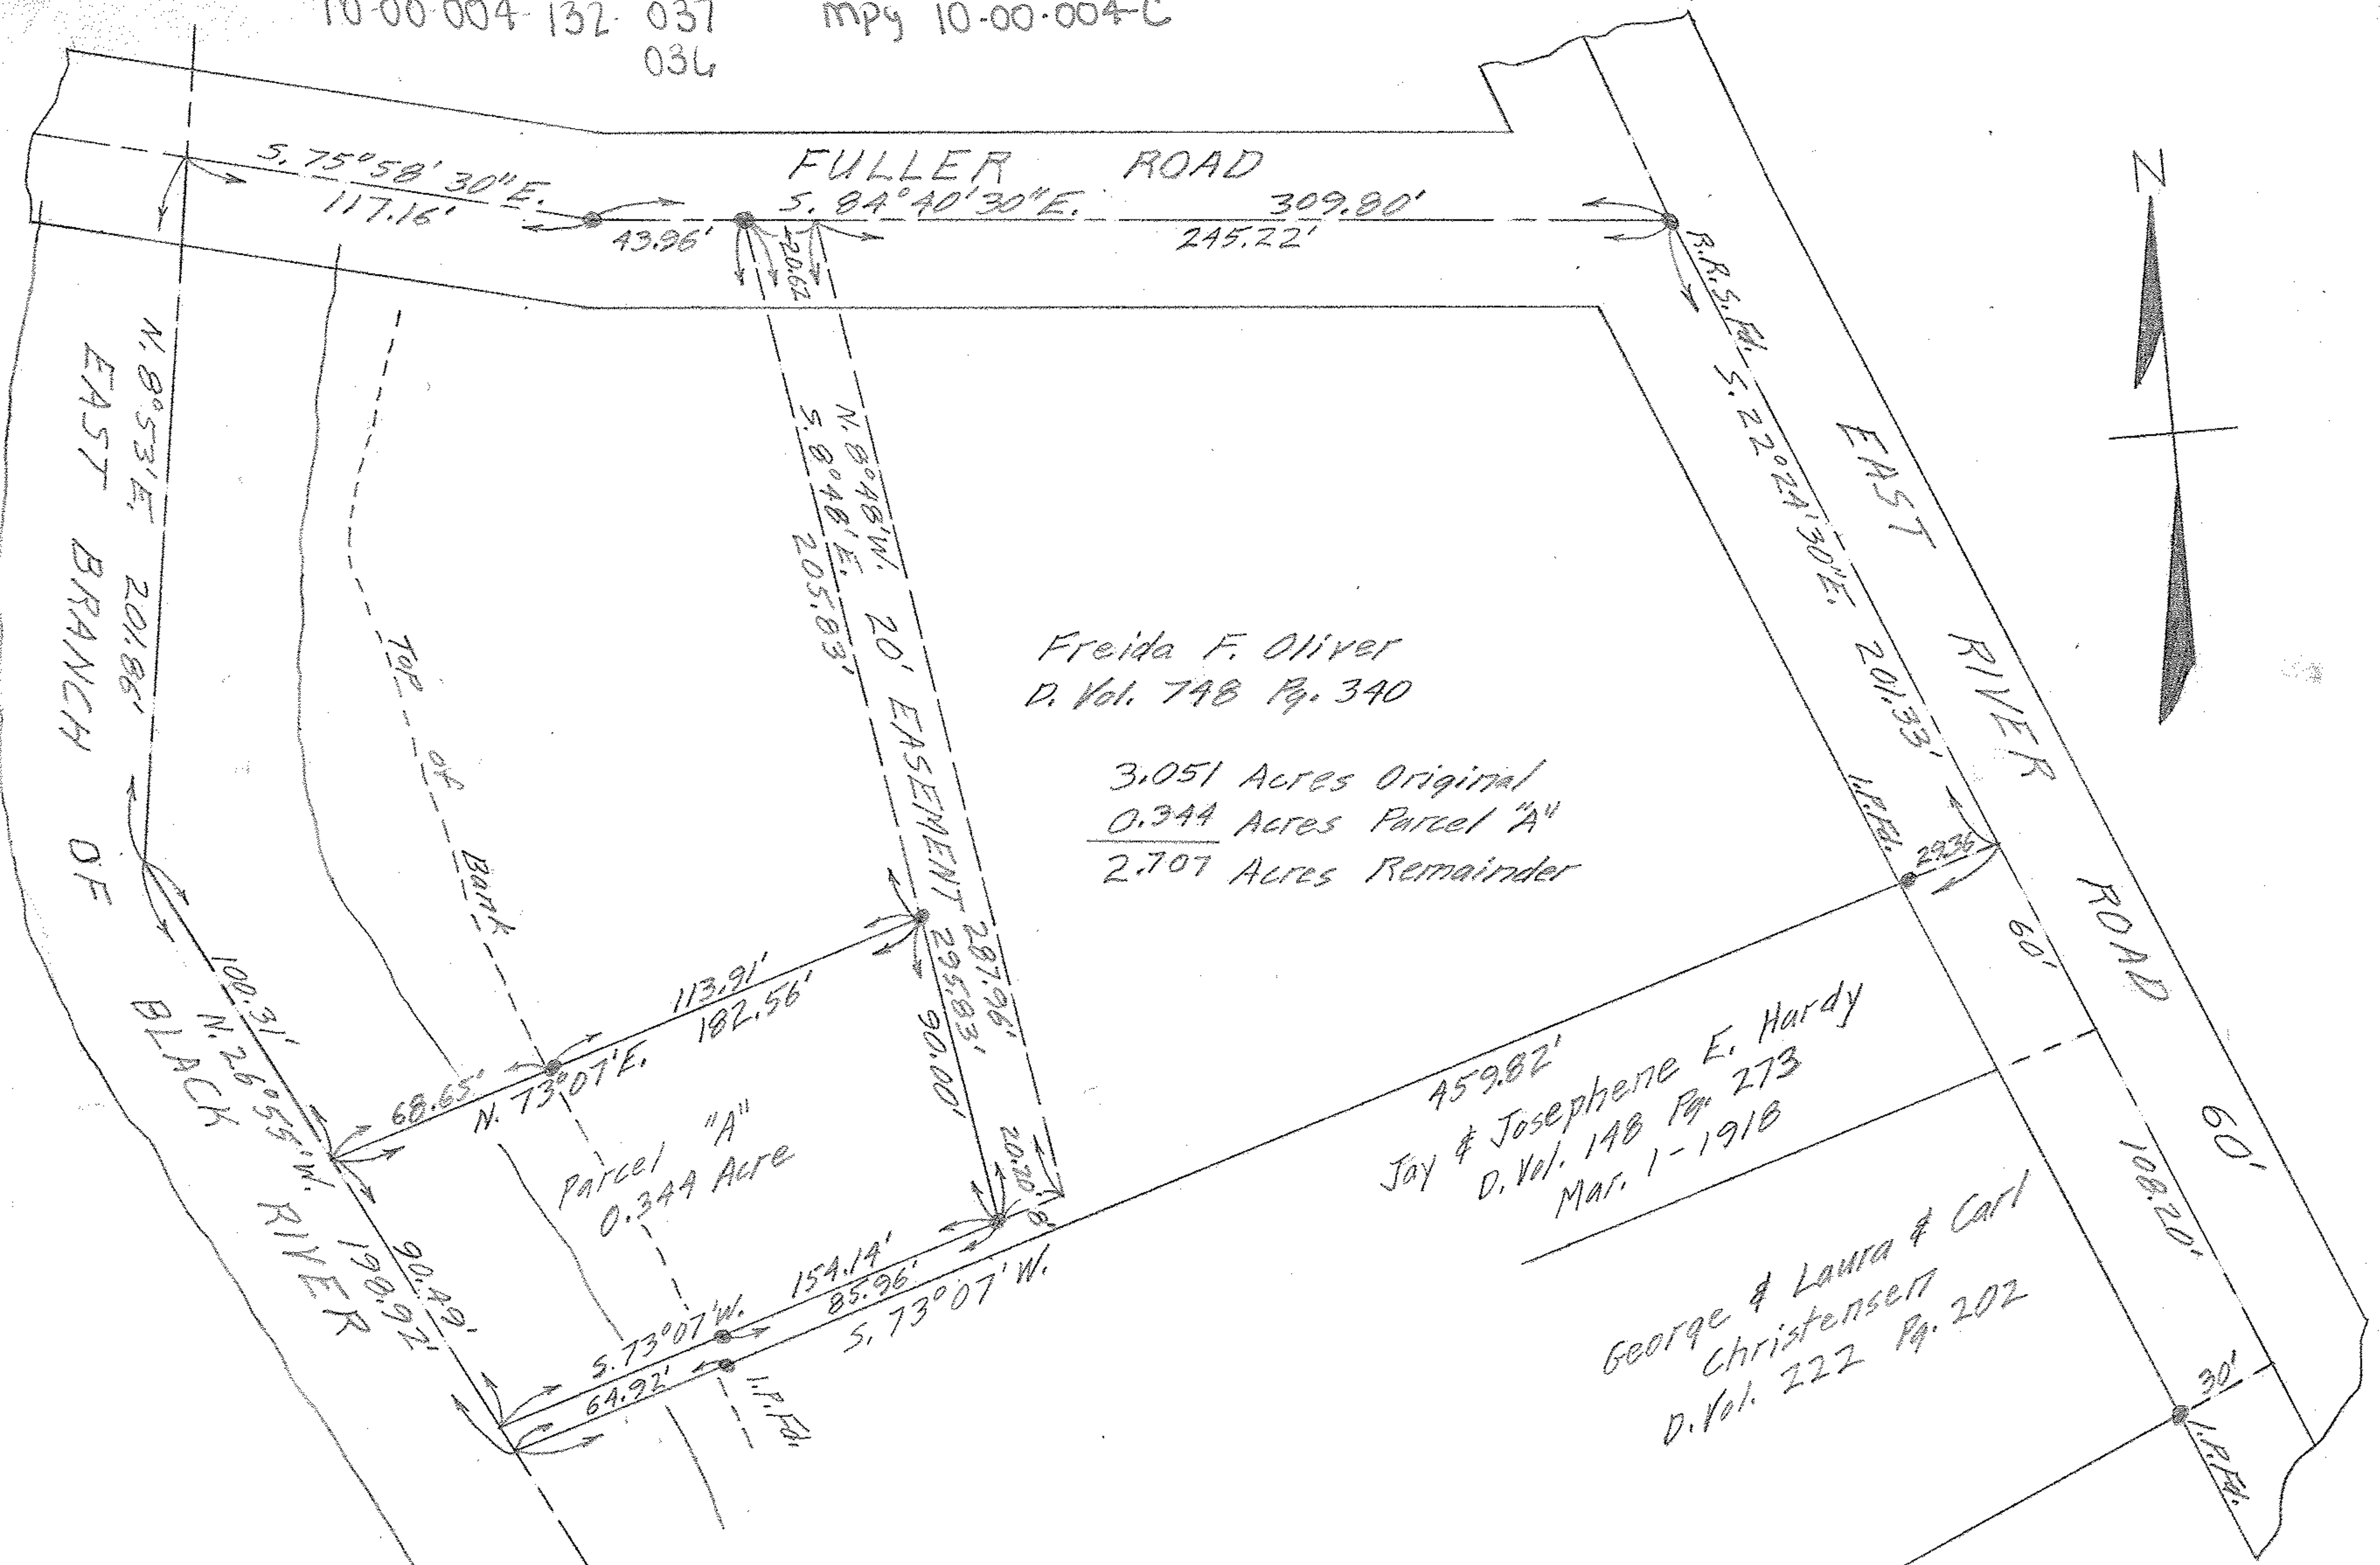 10-00-004-132-037 mpg 10-00-004-C
036
N
FULLER ROAD
S. 75°58'30"E.
117.16'
S. 84°40'30"E. 309.80'
43.96'
20.62
245.22'
R.R.S. Fd.
S. 22°24'30"E. 201.33'
EAST RIVER ROAD 60'
N. 8°53'E. 201.86'
EAST BRANCH OF
BLACK RIVER
Top of Bank
N. 8°48'W. 20' EASEMENT 287.96'
S. 8°48'E. 295.83'
205.83'
90.00'
Freida F. Oliver
D. Vol. 748 Pg. 340
3.051 Acres Original
0.344 Acres Parcel "A"
2.707 Acres Remainder
I.P. Fd.
29.36
60'
108.20'
30'
I.P. Fd.
100.31'
N. 26°55'W. 198.92'
90.49'
113.91'
182.56'
68.65'
N. 73°07'E.
Parcel "A"
0.344 Acre
20.20'
8'
154.14'
85.96'
S. 73°07'W.
64.92'
S. 73°07'W.
I.P. Fd.
459.82'
Jay & Josephene E. Hardy
D. Vol. 148 Pg. 273
Mar. 1-1918
George & Laura & Carl
Christensen
D. Vol. 222 Pg. 202